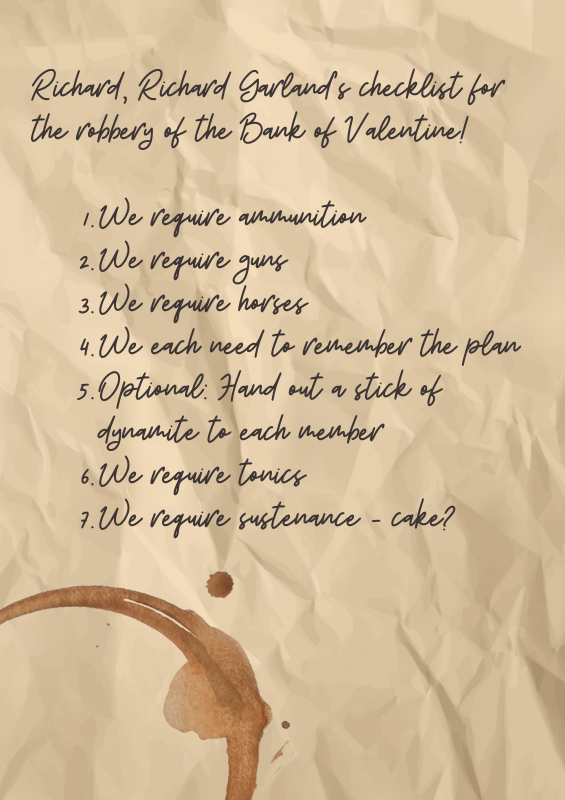 Richard, Richard Garland's checklist for
the robbery of the Bank of Valentine!
1. We require ammunition
2. We require guns
3. We require horses
4. We each need to remember the plan
5. Optional: Hand out a stick of
dynamite to each member
6. We require tonics
7. We require sustenance - cake?